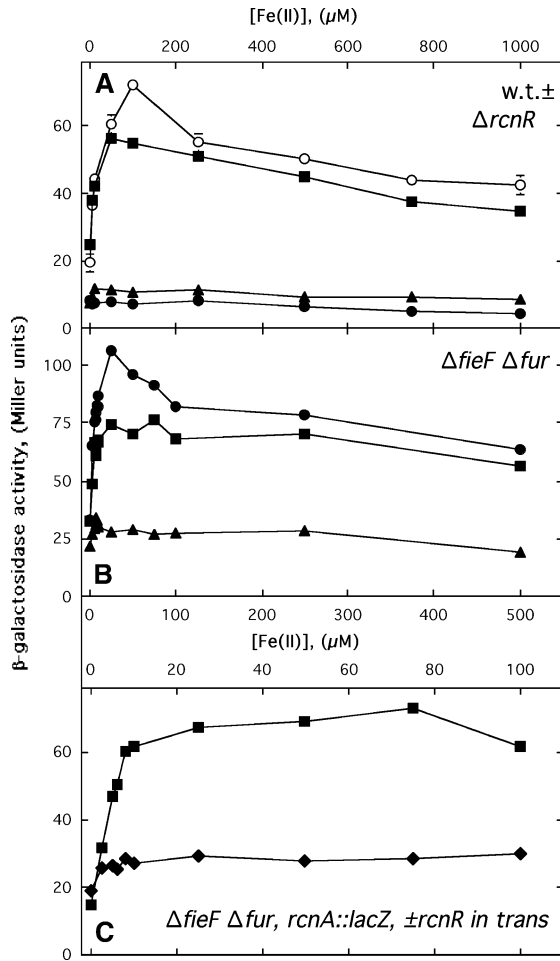 [Fe(II)], (µM)
0 200 400 600 800 1000
A
w.t.±
ΔrcnR
60
40
20
0
β-galactosidase activity, (Miller units)
ΔfieF Δfur
100
75
50
25
0
B
0 100 200 300 400 500
[Fe(II)], (µM)
0 20 40 60 80 100
60
40
20
0
C
ΔfieF Δfur, rcnA::lacZ, ±rcnR in trans